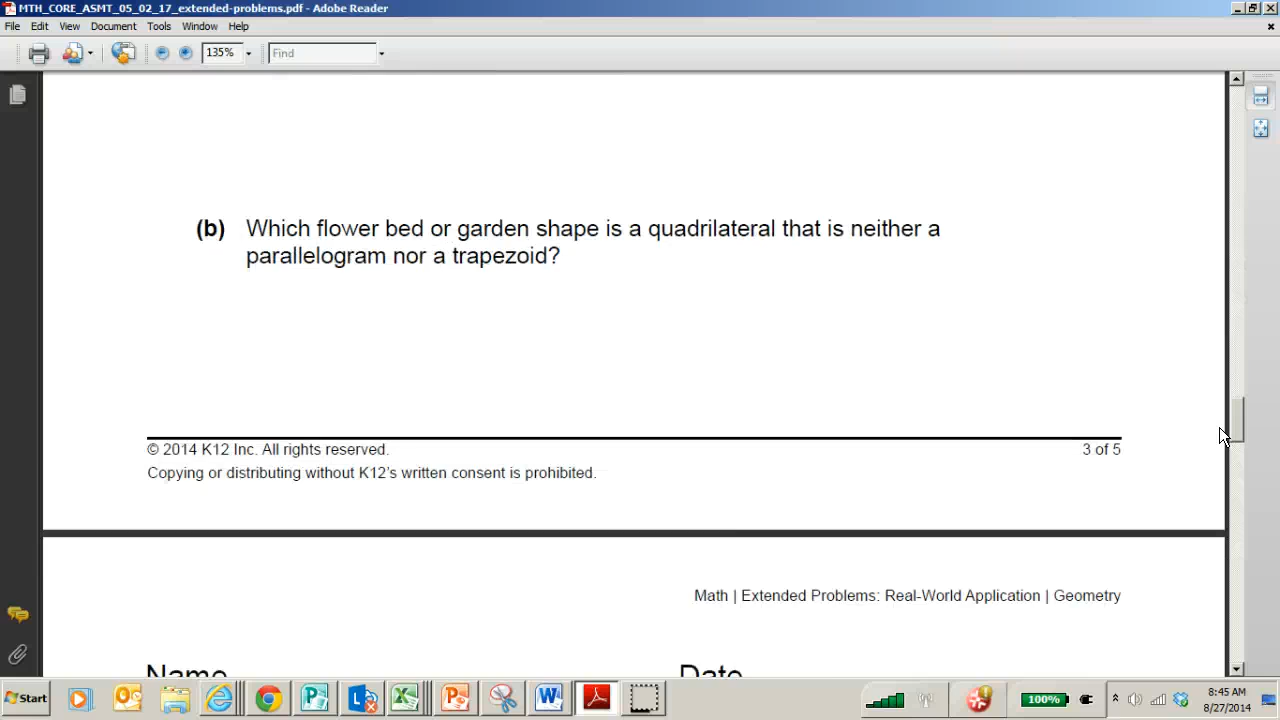 MTH_CORE_ASMT_05_02_17_extended-problems.pdf - Adobe Reader
File Edit View Document Tools Window Help
135% Find
(b) Which flower bed or garden shape is a quadrilateral that is neither a
parallelogram nor a trapezoid?
© 2014 K12 Inc. All rights reserved. 3 of 5
Copying or distributing without K12's written consent is prohibited.
Math | Extended Problems: Real-World Application | Geometry
Name Date
Start 100% 8:45 AM
8/27/2014